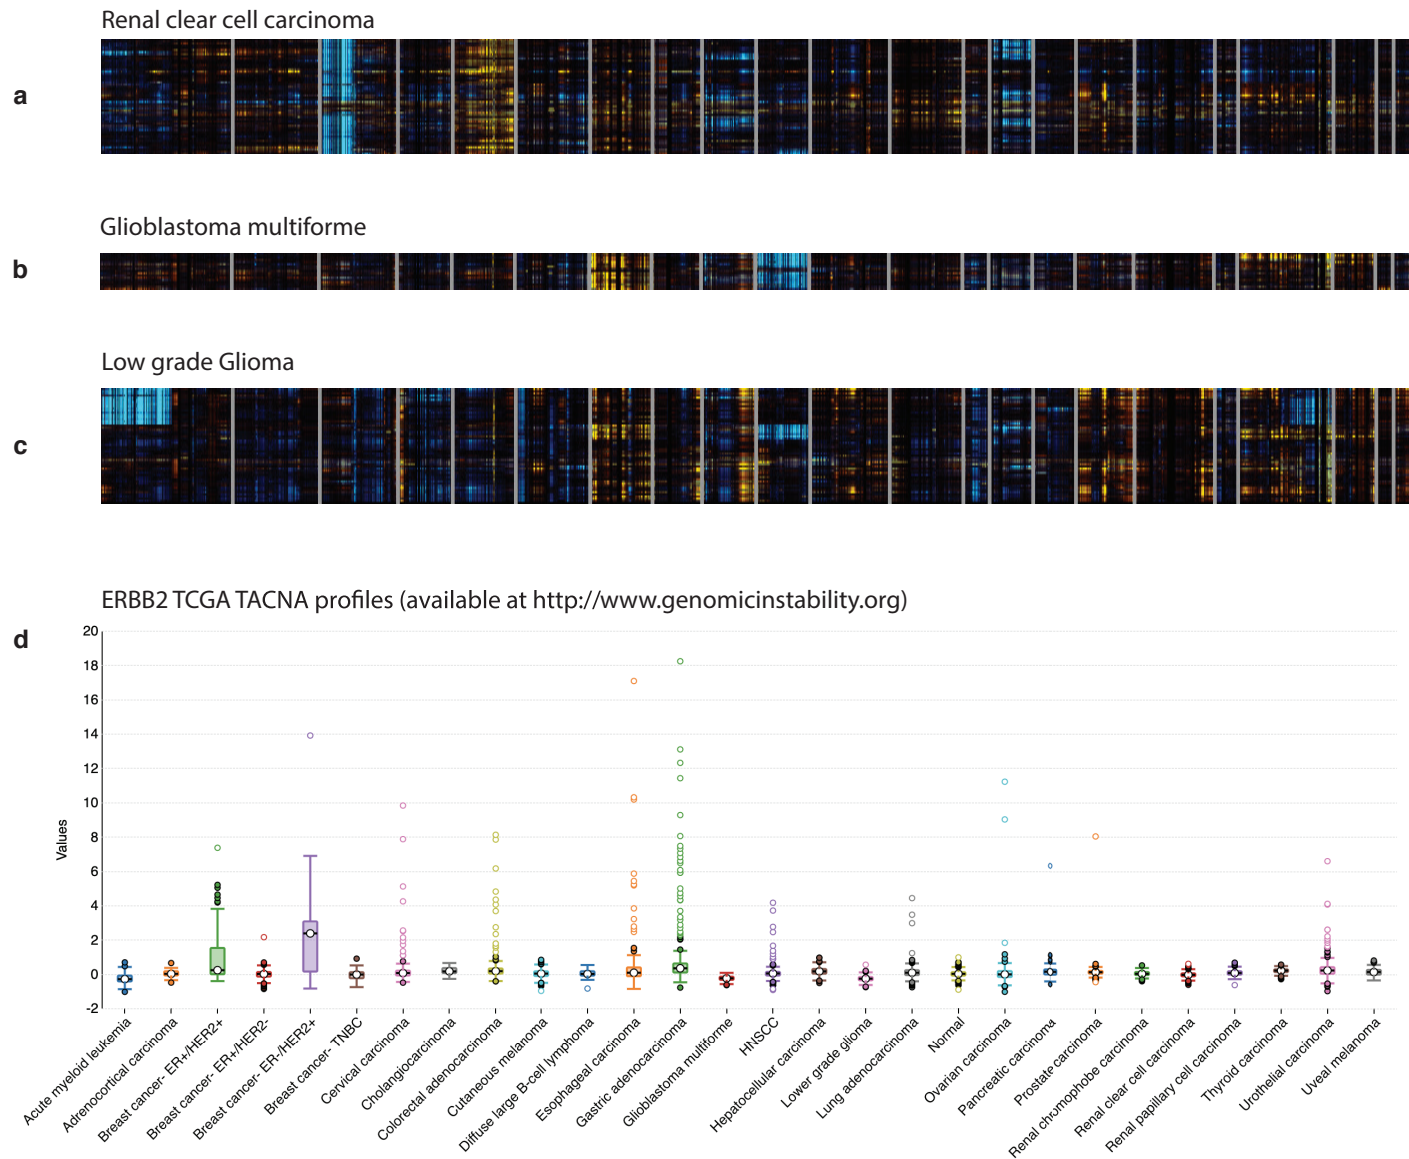 Renal clear cell carcinoma
a
Glioblastoma multiforme
b
Low grade Glioma
c
ERBB2 TCGA TACNA profiles (available at http://www.genomicinstability.org)
d
20
18
16
14
12
10
8
6
4
2
0
-2
Values
Acute myeloid leukemia
Adrenocortical carcinoma
Breast cancer- ER+/HER2+
Breast cancer- ER+/HER2-
Breast cancer- ER-/HER2+
Breast cancer- TNBC
Cervical carcinoma
Cholangiocarcinoma
Colorectal adenocarcinoma
Cutaneous melanoma
Diffuse large B-cell lymphoma
Esophageal carcinoma
Gastric adenocarcinoma
Glioblastoma multiforme
HNSCC
Hepatocellular carcinoma
Lower grade glioma
Lung adenocarcinoma
Normal
Ovarian carcinoma
Pancreatic carcinoma
Prostate carcinoma
Renal chromophobe carcinoma
Renal clear cell carcinoma
Renal papillary cell carcinoma
Thyroid carcinoma
Urothelial carcinoma
Uveal melanoma